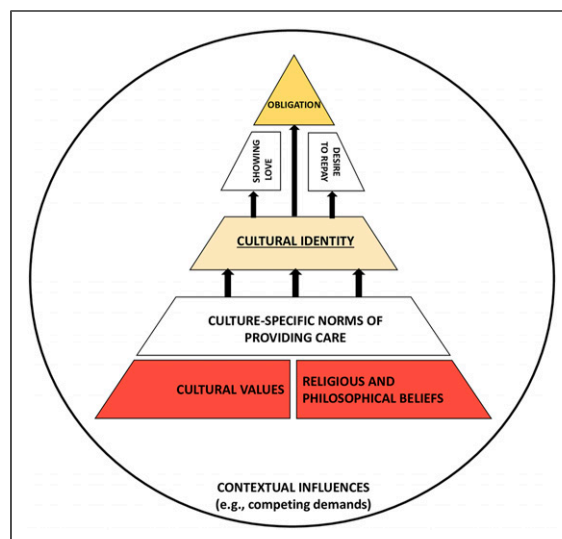 OBLIGATION
SHOWING
LOVE
DESIRE
TO REPAY
CULTURAL IDENTITY
CULTURE-SPECIFIC NORMS OF
PROVIDING CARE
CULTURAL VALUES
RELIGIOUS AND
PHILOSOPHICAL BELIEFS
CONTEXTUAL INFLUENCES
(e.g., competing demands)